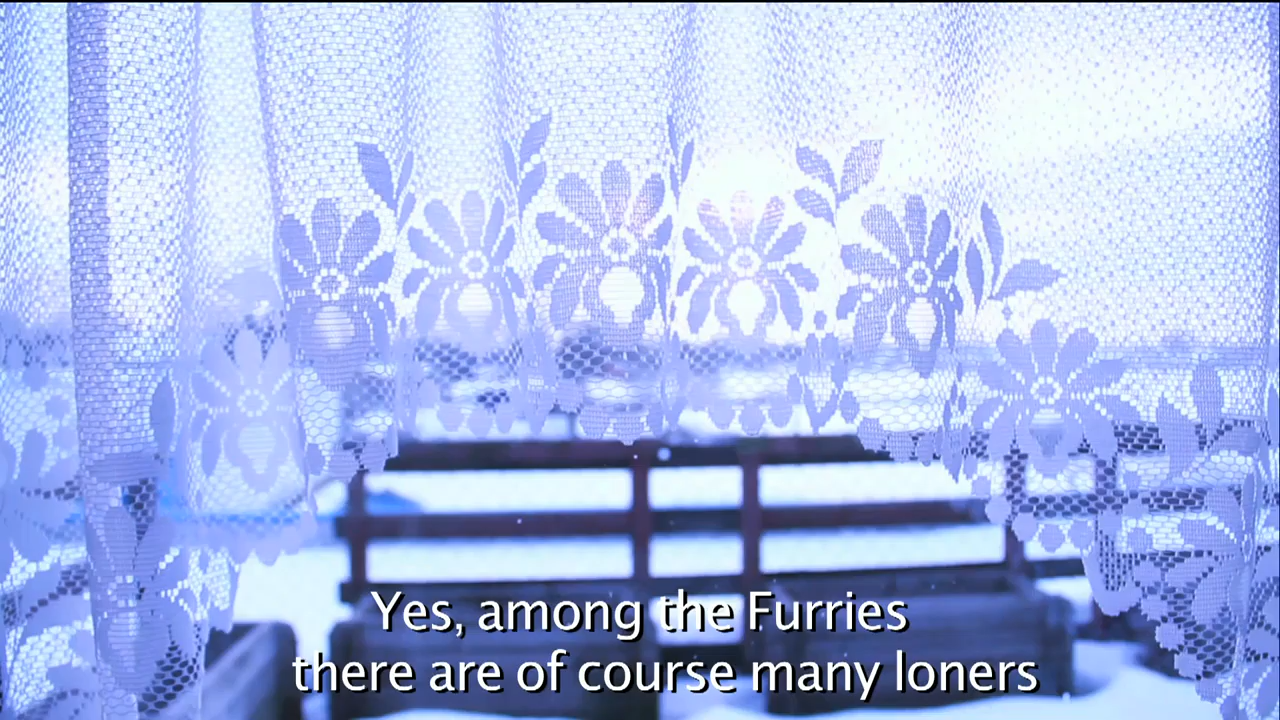 Yes, among the Furries
there are of course many loners